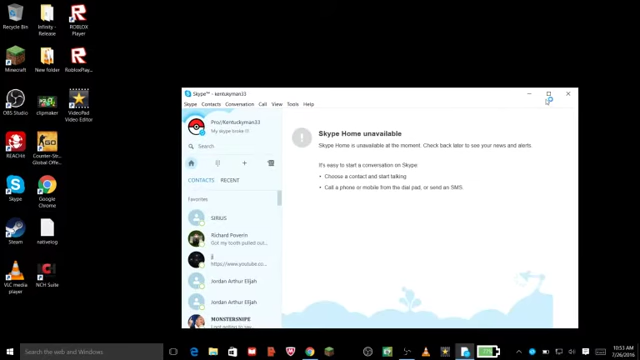 Recycle Bin
Infinity - Release
ROBLOX Player
Minecraft
New folder
RobloxPlay...
OBS Studio
clipmaker
VideoPad Video Editor
REACHit
Counter-Str... Global Offe...
Skype
Google Chrome
Steam
nativelog
VLC media player
NCH Suite
Skype™ - kentuckyman33
Skype Contacts Conversation Call View Tools Help
Pro//Kentuckyman33
Search
CONTACTS RECENT
Favorites
SIRIUS
Richard Poverin
Got my tooth pulled out...
jj
https://www.youtube.co...
Jordan Arthur Elijah
Jordan Arthur Elijah
MONSTERSNIPE
Skype Home unavailable
Skype Home is unavailable at the moment. Check back later to see your news and alerts.
It's easy to start a conversation on Skype
• Choose a contact and start talking
• Call a phone or mobile from the dial pad, or send an SMS.
Search the web and Windows
10:53 AM
7/26/2016